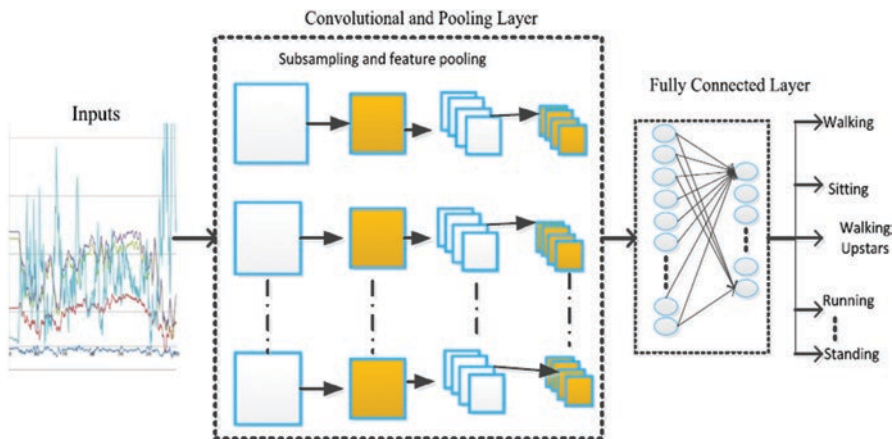 Convolutional and Pooling Layer
Subsampling and feature pooling
Inputs
Fully Connected Layer
Walking
Sitting
Walking
Upstars
Running
Standing